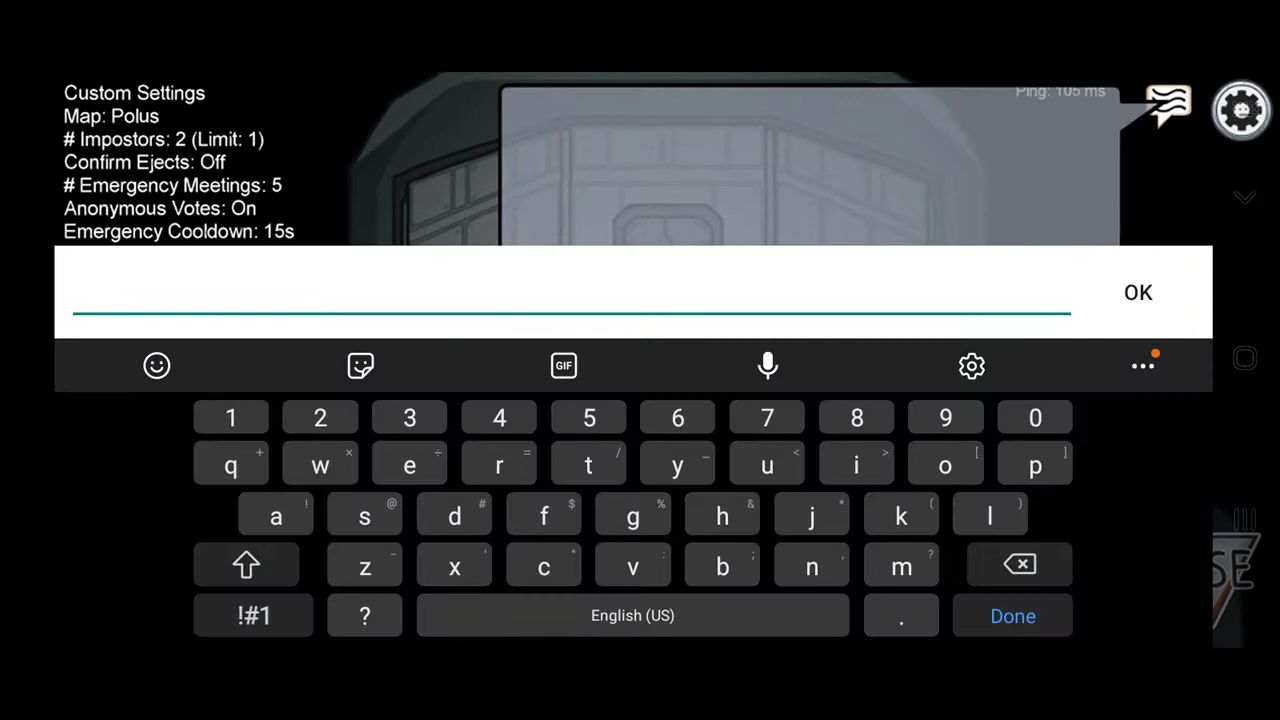 Ping: 105 ms
Custom Settings
Map: Polus
# Impostors: 2 (Limit: 1)
Confirm Ejects: Off
# Emergency Meetings: 5
Anonymous Votes: On
Emergency Cooldown: 15s
OK
GIF
1 2 3 4 5 6 7 8 9 0
q + w × e ÷ r = t / y _ u < i > o [ p ]
a ! s @ d # f $ g % h & j * k ( l )
z - x ' c " v : b ; n , m ?
!#1 ? English (US) . Done
SE